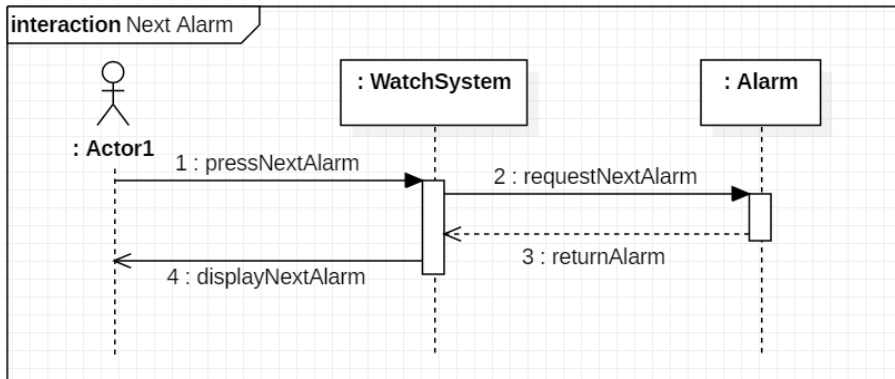 interaction Next Alarm
: WatchSystem
: Alarm
: Actor1
1 : pressNextAlarm
2 : requestNextAlarm
3 : returnAlarm
4 : displayNextAlarm